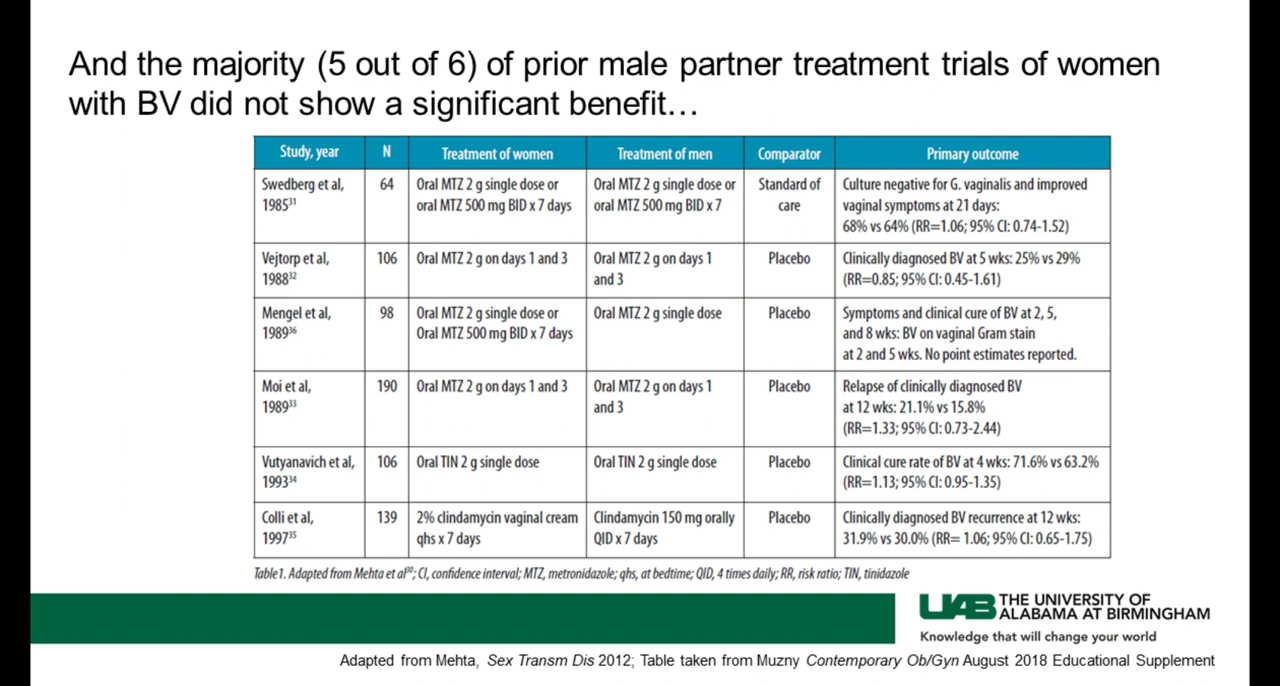 And the majority (5 out of 6) of prior male partner treatment trials of women
with BV did not show a significant benefit…
Study, year N Treatment of women Treatment of men Comparator Primary outcome
Swedberg et al, 64 Oral MTZ 2 g single dose or Oral MTZ 2 g single dose or Standard of Culture negative for G. vaginalis and improved
1985³¹ oral MTZ 500 mg BID x 7 days oral MTZ 500 mg BID x 7 care vaginal symptoms at 21 days:
68% vs 64% (RR=1.06; 95% CI: 0.74-1.52)
Vejtorp et al, 106 Oral MTZ 2 g on days 1 and 3 Oral MTZ 2 g on days 1 Placebo Clinically diagnosed BV at 5 wks: 25% vs 29%
1988³² and 3 (RR=0.85; 95% CI: 0.45-1.61)
Mengel et al, 98 Oral MTZ 2 g single dose or Oral MTZ 2 g single dose Placebo Symptoms and clinical cure of BV at 2, 5,
1989³⁶ Oral MTZ 500 mg BID x 7 days and 8 wks: BV on vaginal Gram stain
at 2 and 5 wks. No point estimates reported.
Moi et al, 190 Oral MTZ 2 g on days 1 and 3 Oral MTZ 2 g on days 1 Placebo Relapse of clinically diagnosed BV
1989³³ and 3 at 12 wks: 21.1% vs 15.8%
(RR=1.33; 95% CI: 0.73-2.44)
Vutyanavich et al, 106 Oral TIN 2 g single dose Oral TIN 2 g single dose Placebo Clinical cure rate of BV at 4 wks: 71.6% vs 63.2%
1993³⁴ (RR=1.13; 95% CI: 0.95-1.35)
Colli et al, 139 2% clindamycin vaginal cream Clindamycin 150 mg orally Placebo Clinically diagnosed BV recurrence at 12 wks:
1997³⁵ qhs x 7 days QID x 7 days 31.9% vs 30.0% (RR= 1.06; 95% CI: 0.65-1.75)
Table1. Adapted from Mehta et al³⁰; CI, confidence interval; MTZ, metronidazole; qhs, at bedtime; QID, 4 times daily; RR, risk ratio; TIN, tinidazole
UAB THE UNIVERSITY OF
ALABAMA AT BIRMINGHAM
Knowledge that will change your world
Adapted from Mehta, Sex Transm Dis 2012; Table taken from Muzny Contemporary Ob/Gyn August 2018 Educational Supplement